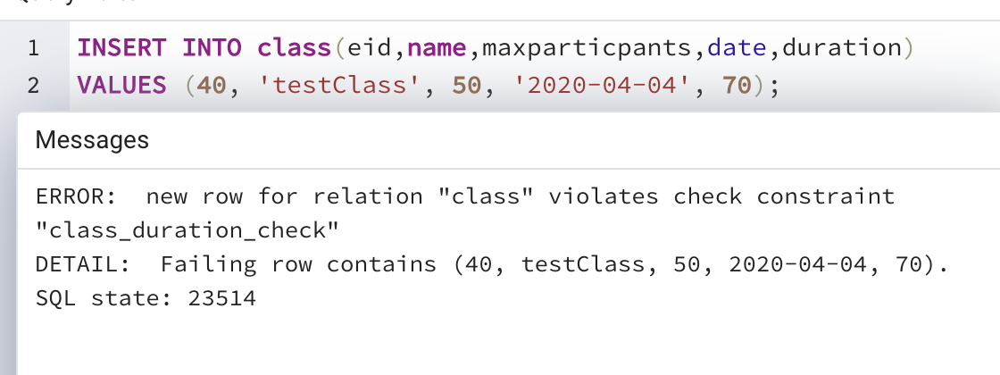 1 INSERT INTO class(eid,name,maxparticpants,date,duration)
2 VALUES (40, 'testClass', 50, '2020-04-04', 70);
Messages
ERROR:  new row for relation "class" violates check constraint
"class_duration_check"
DETAIL:  Failing row contains (40, testClass, 50, 2020-04-04, 70).
SQL state: 23514